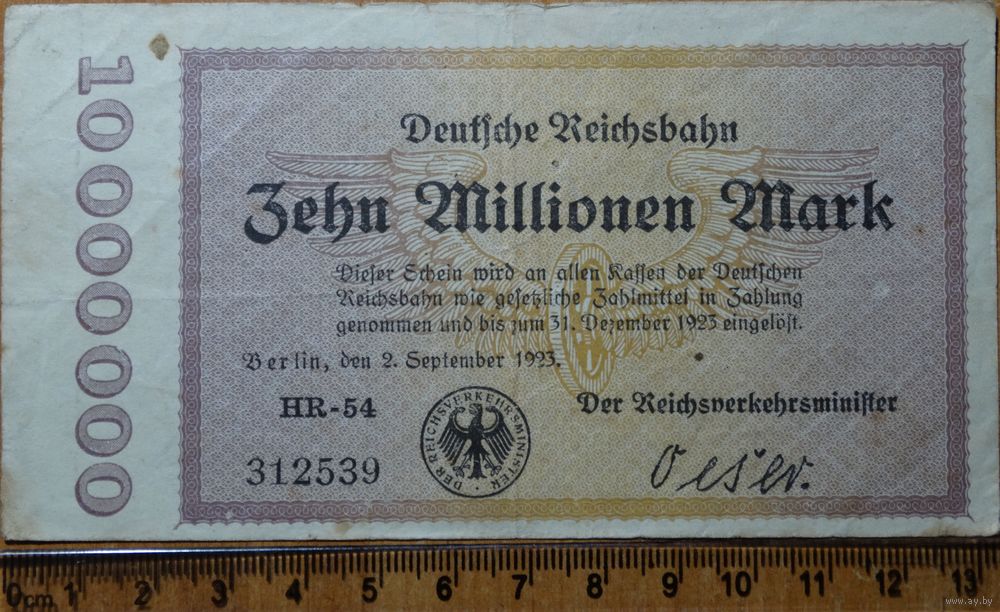 10000000
Deutsche Reichsbahn
Zehn Millionen Mark
Dieser Schein wird an allen Kassen der Deutschen
Reichsbahn wie gesetzliche Zahlmittel in Zahlung
genommen und bis zum 31. Dezember 1923 eingelöst.
Berlin, den 2. September 1923.
HR-54
Der Reichsverkehrsminister
312539
DER REICHSVERKEHRSMINISTER
Oeser.
0cm 1 2 3 4 5 6 7 8 9 10 11 12 13
www.ay.by